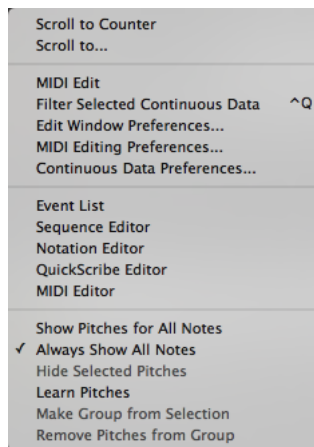 Scroll to Counter
Scroll to...
MIDI Edit
Filter Selected Continuous Data ^Q
Edit Window Preferences...
MIDI Editing Preferences...
Continuous Data Preferences...
Event List
Sequence Editor
Notation Editor
QuickScribe Editor
MIDI Editor
Show Pitches for All Notes
✓ Always Show All Notes
Hide Selected Pitches
Learn Pitches
Make Group from Selection
Remove Pitches from Group